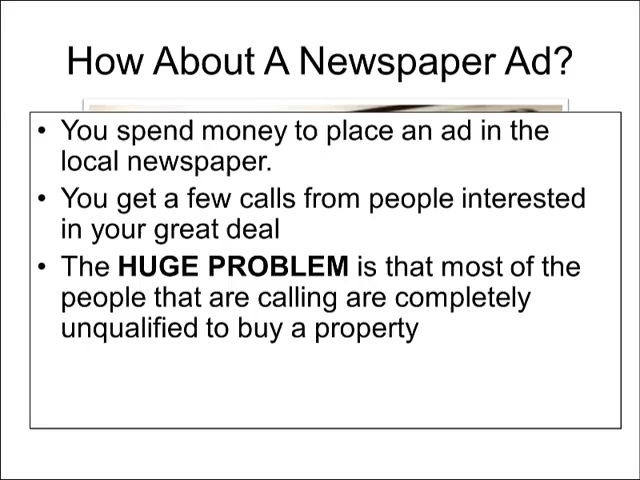 How About A Newspaper Ad?
• You spend money to place an ad in the
local newspaper.
• You get a few calls from people interested
in your great deal
• The HUGE PROBLEM is that most of the
people that are calling are completely
unqualified to buy a property